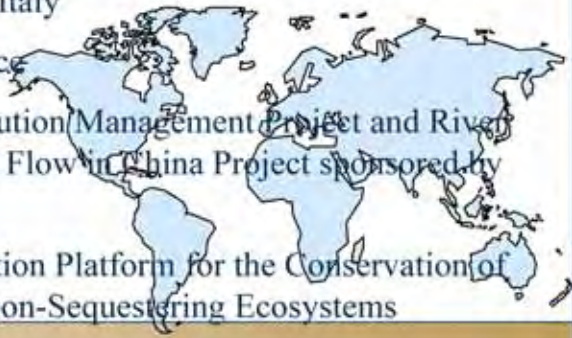 Italy
ce
ution Management Project and River
Flow in China Project sponsored by
tion Platform for the Conservation of
on-Sequestering Ecosystems